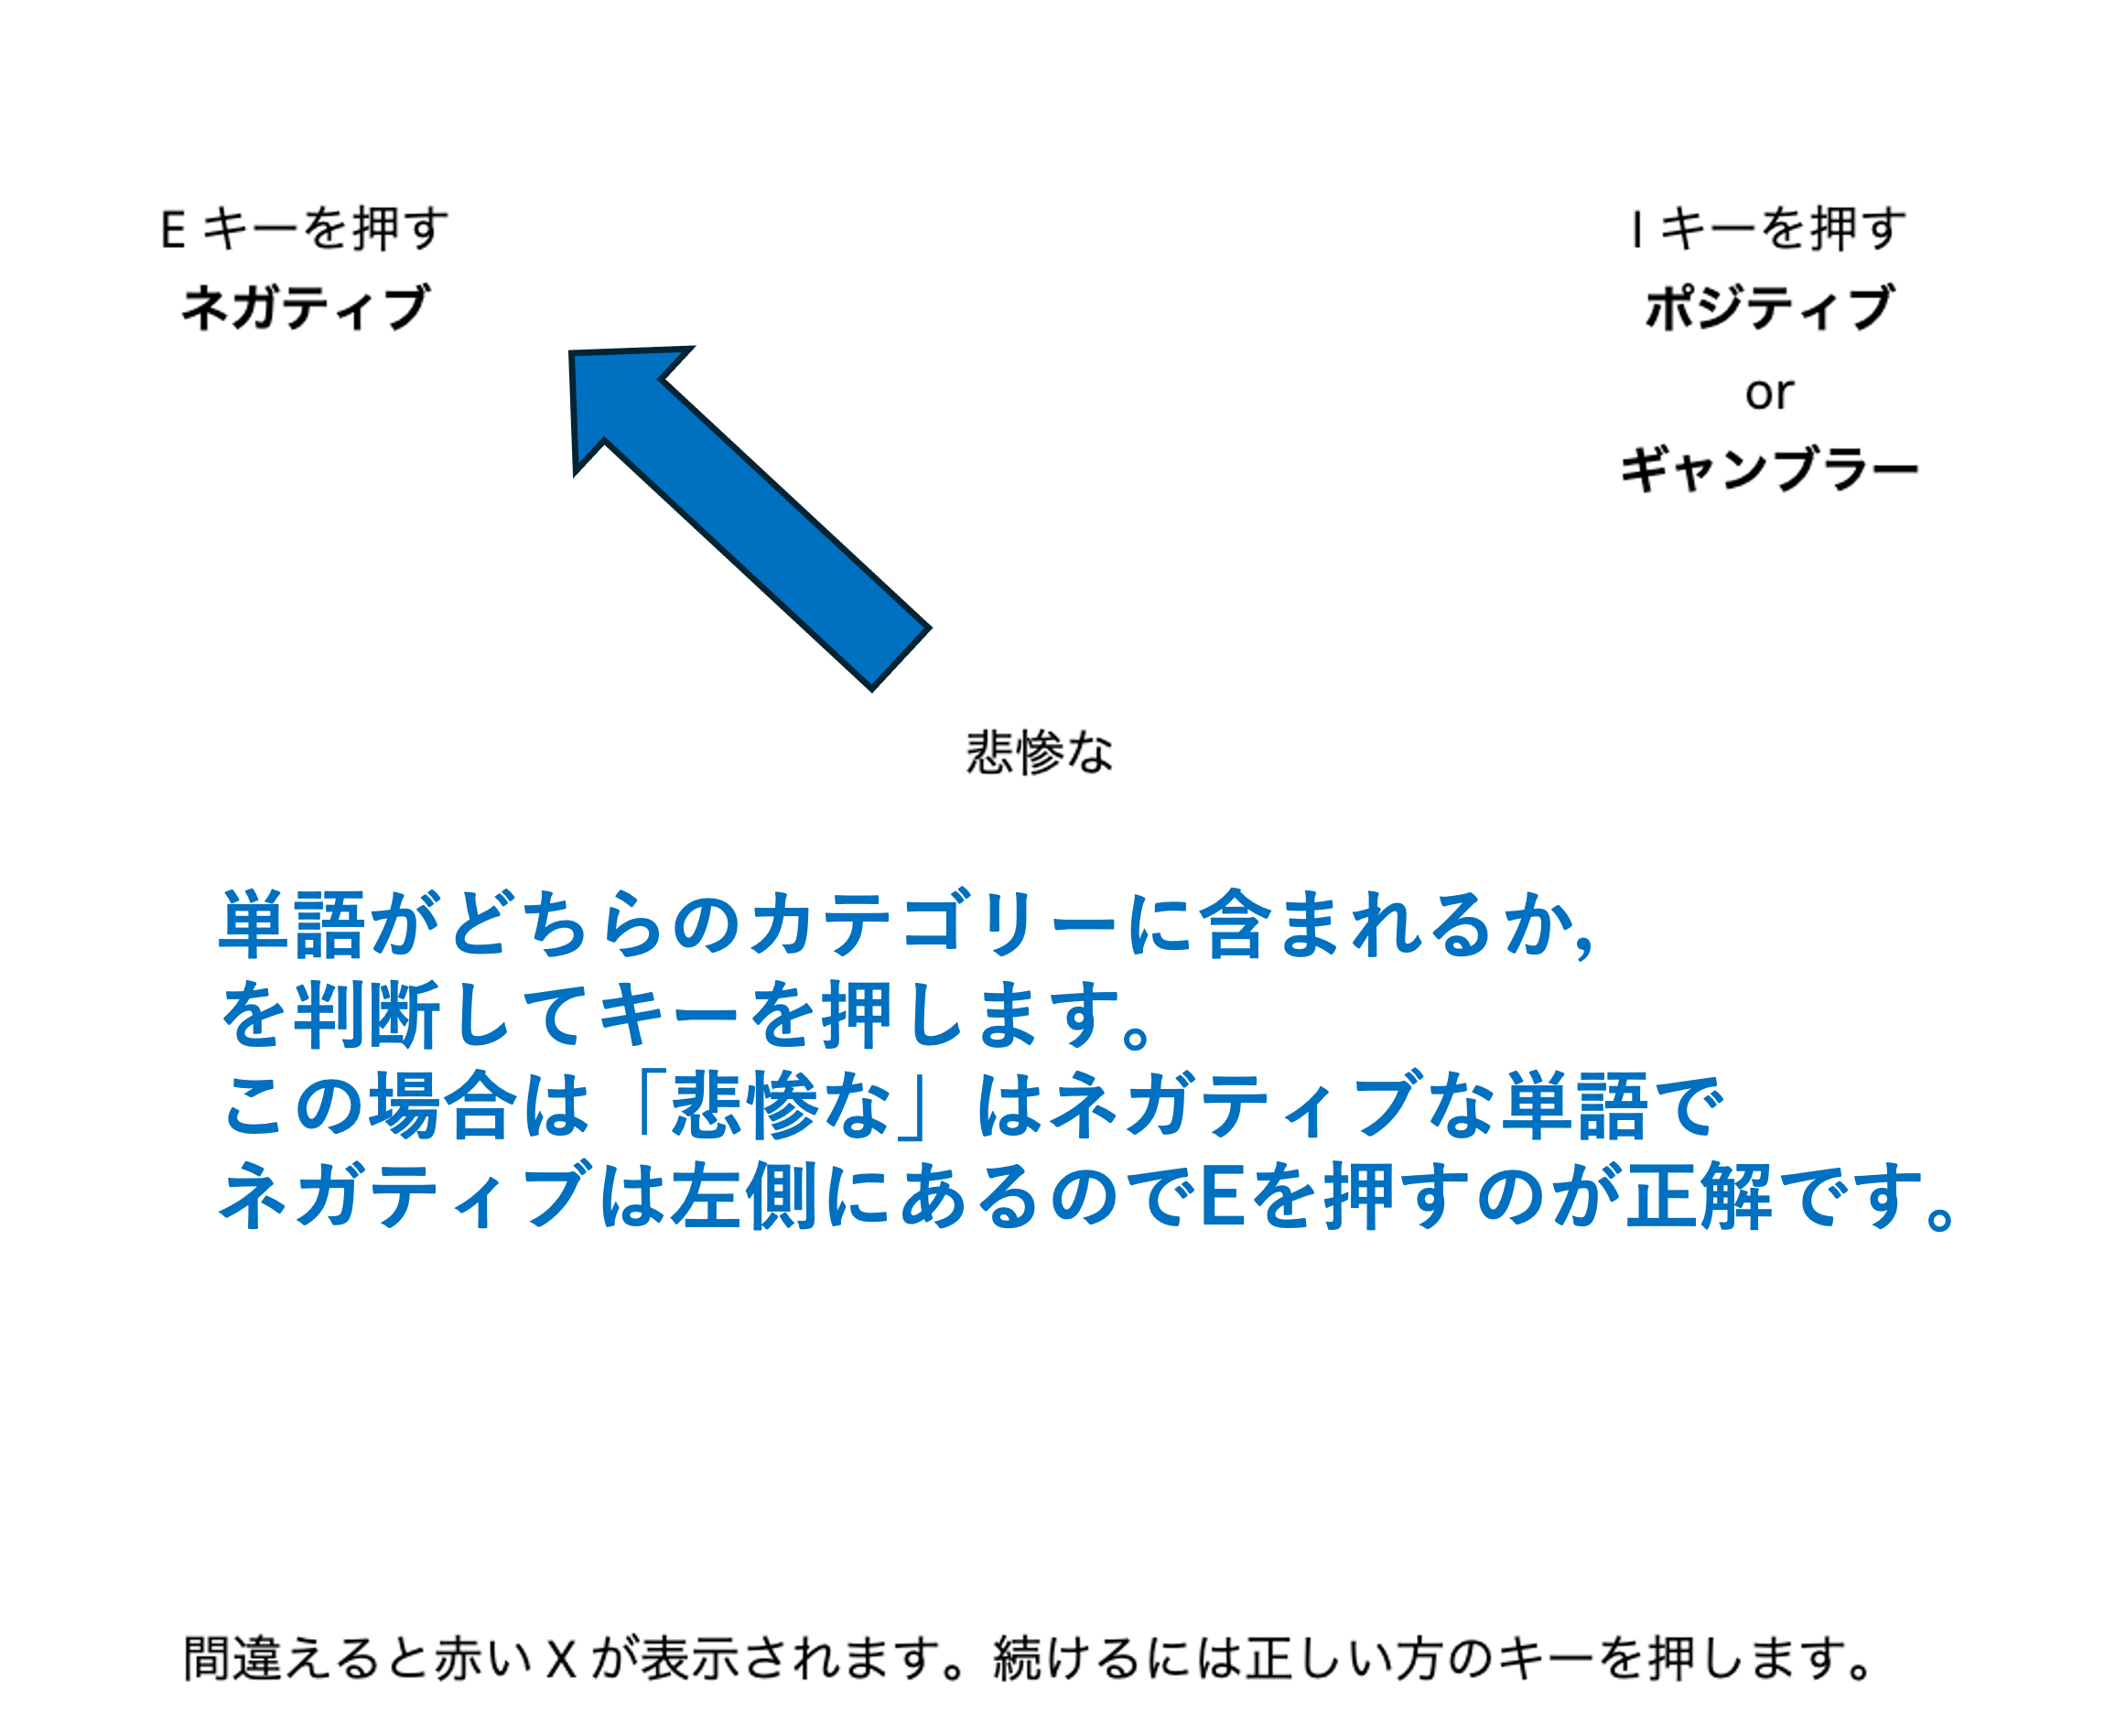 E キーを押す
ネガティブ
I キーを押す
ポジティブ
or
ギャンブラー
悲惨な
単語がどちらのカテゴリーに含まれるか,
を判断してキーを押します。
この場合は「悲惨な」はネガティブな単語で
ネガティブは左側にあるのでEを押すのが正解です。
間違えると赤い X が表示されます。続けるには正しい方のキーを押します。